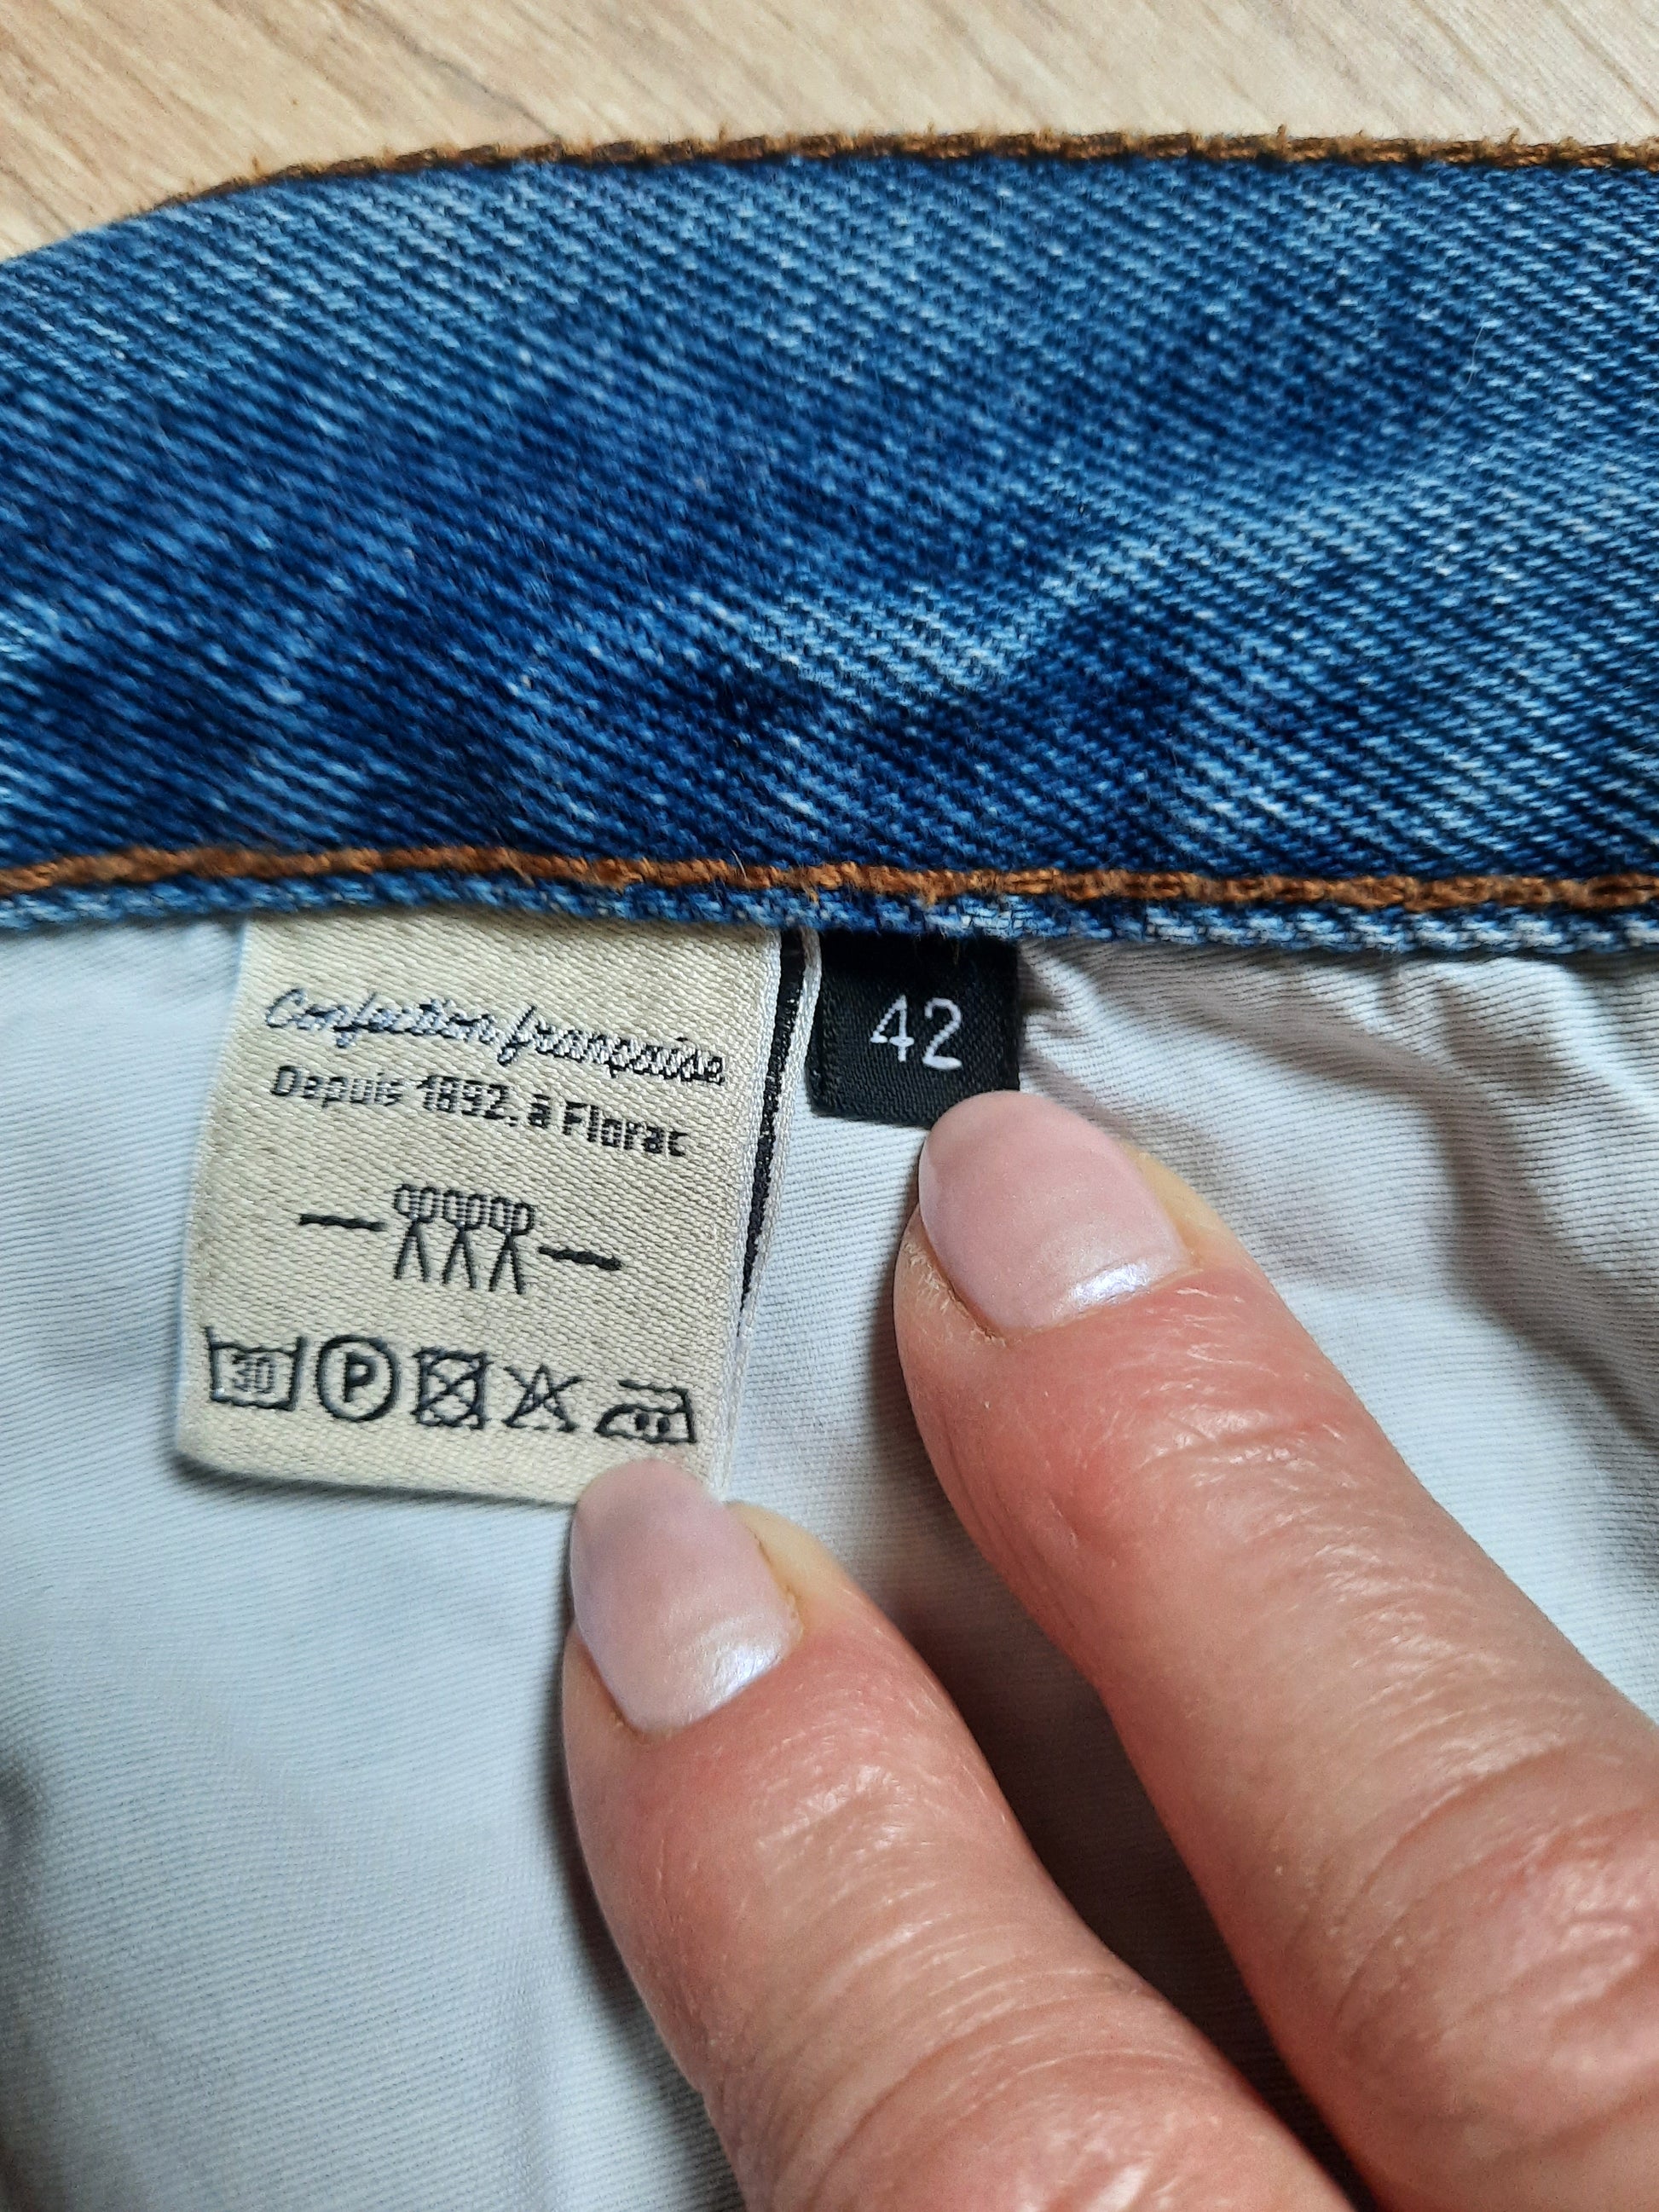 Confection française
Depuis 1892, à Florac
30 P
42